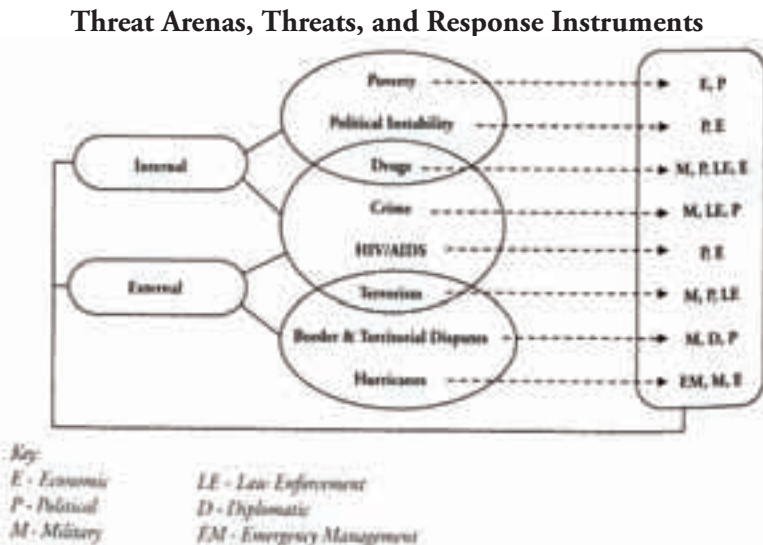 Threat Arenas, Threats, and Response Instruments
Poverty E, P
Political Instability P, E
Internal Drugs M, P, LE, E
Crime M, LE, P
HIV/AIDS P, E
External Terrorism M, P, LE
Border & Territorial Disputes M, D, P
Hurricanes EM, M, E
Key:
E - Economic LE - Law Enforcement
P - Political D - Diplomatic
M - Military EM - Emergency Management